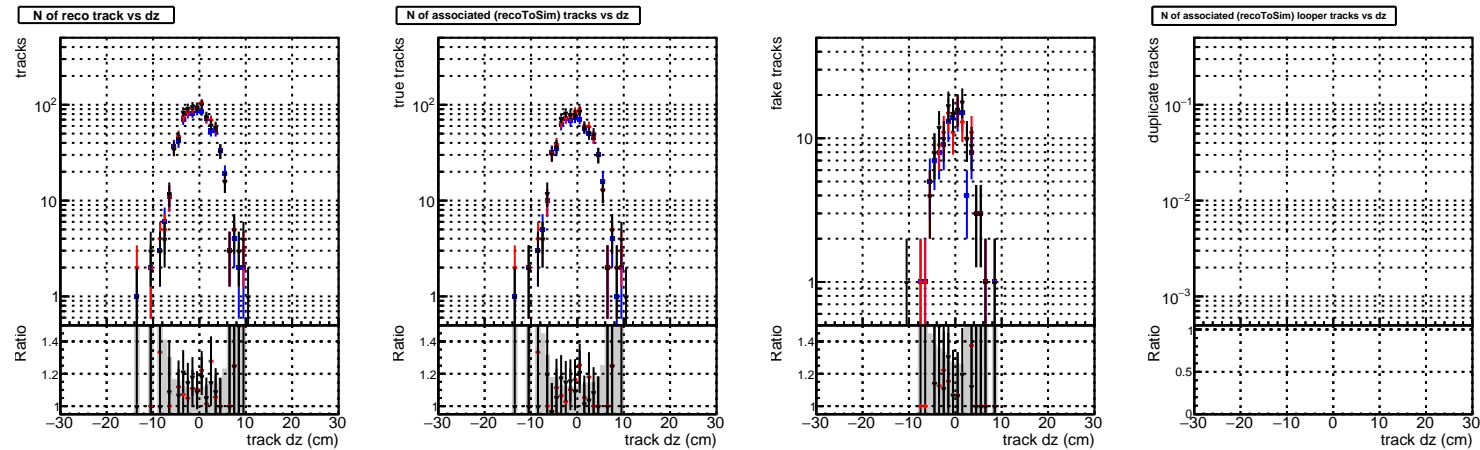 N of reco track vs dz
tracks
10²
10
1
Ratio
1.4
1.2
1
−30 −20 −10 0 10 20 30
track dz (cm)
N of associated (recoToSim) tracks vs dz
true tracks
10²
10
1
Ratio
1.4
1.2
1
−30 −20 −10 0 10 20 30
track dz (cm)
fake tracks
10
1
Ratio
1.4
1.2
1
−30 −20 −10 0 10 20 30
track dz (cm)
N of associated (recoToSim) looper tracks vs dz
duplicate tracks
10⁻¹
10⁻²
10⁻³
Ratio
1
0.5
0
−30 −20 −10 0 10 20 30
track dz (cm)